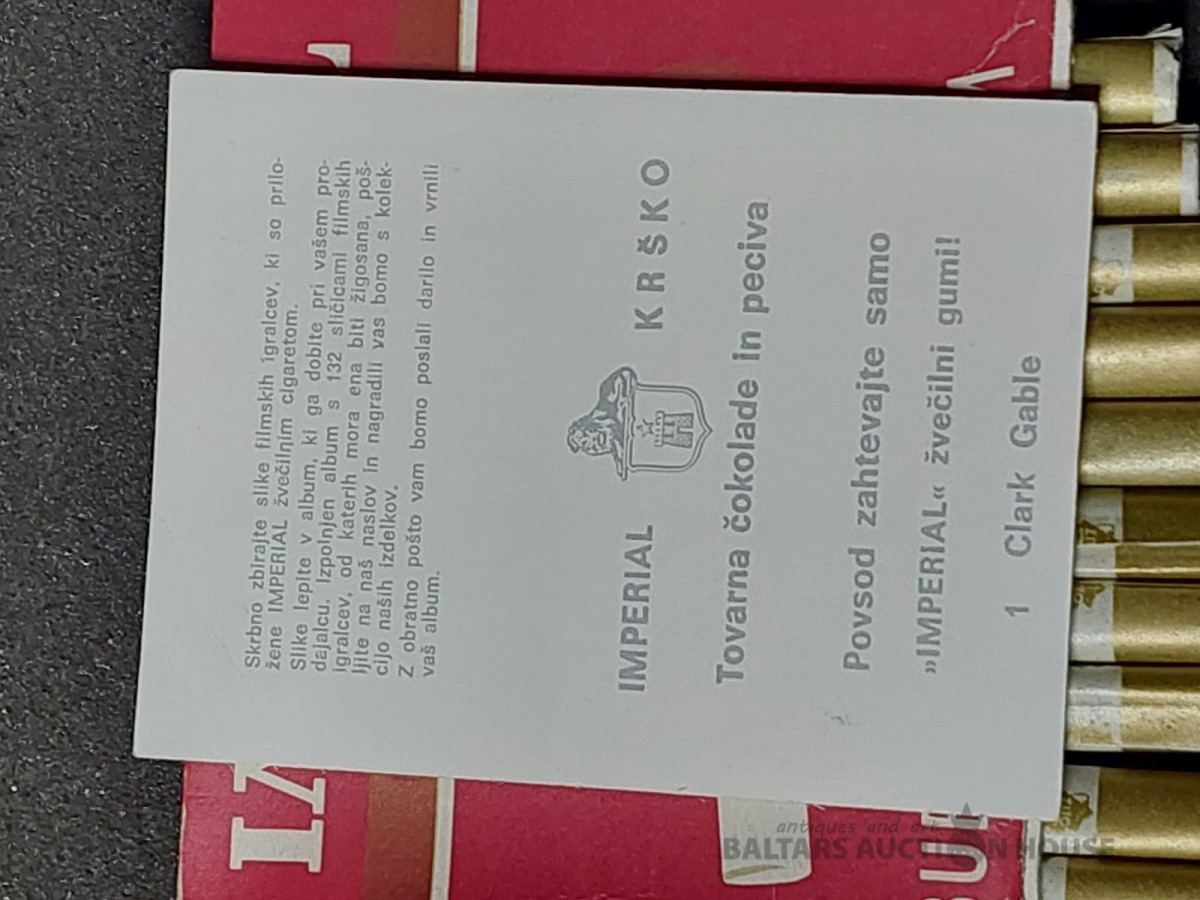 Skrbno zbirajte slike filmskih igralcev, ki so prilo-
žene IMPERIAL žvečilnim cigaretom.
Slike lepite v album, ki ga dobite pri vašem pro-
dajalcu. Izpolnjen album s 132 sličicami filmskih
igralcev, od katerih mora ena biti žigosana, poš-
ljite na naš naslov in nagradili vas bomo s kolek-
cijo naših izdelkov.
Z obratno pošto vam bomo poslali darilo in vrnili
vaš album.
IMPERIAL KRŠKO
Tovarna čokolade in peciva
Povsod zahtevajte samo
»IMPERIAL« žvečilni gumi!
1 Clark Gable
antiques and art
BALTARS AUCTION HOUSE